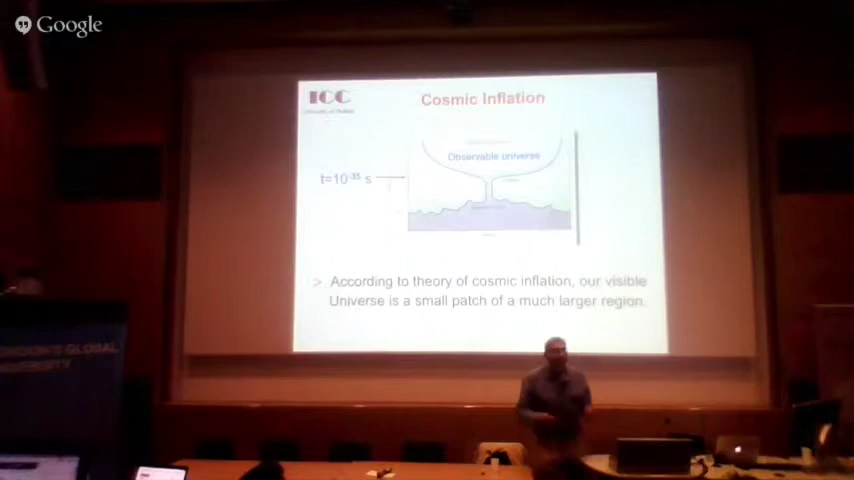 Google
ICC
Cosmic Inflation
Observable universe
t=10⁻³⁵ s
> According to theory of cosmic inflation, our visible
Universe is a small patch of a much larger region.
GLOBAL